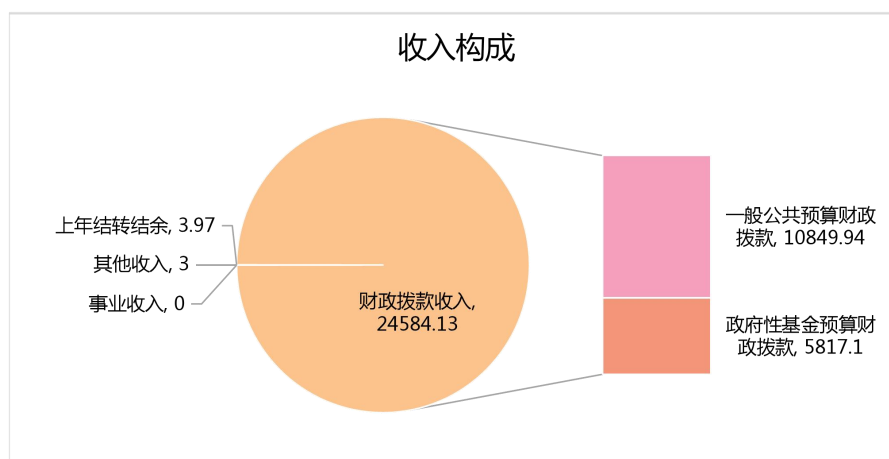 收入构成
上年结转结余, 3.97
其他收入, 3
事业收入, 0
财政拨款收入,
24584.13
一般公共预算财政
拨款, 10849.94
政府性基金预算财
政拨款, 5817.1